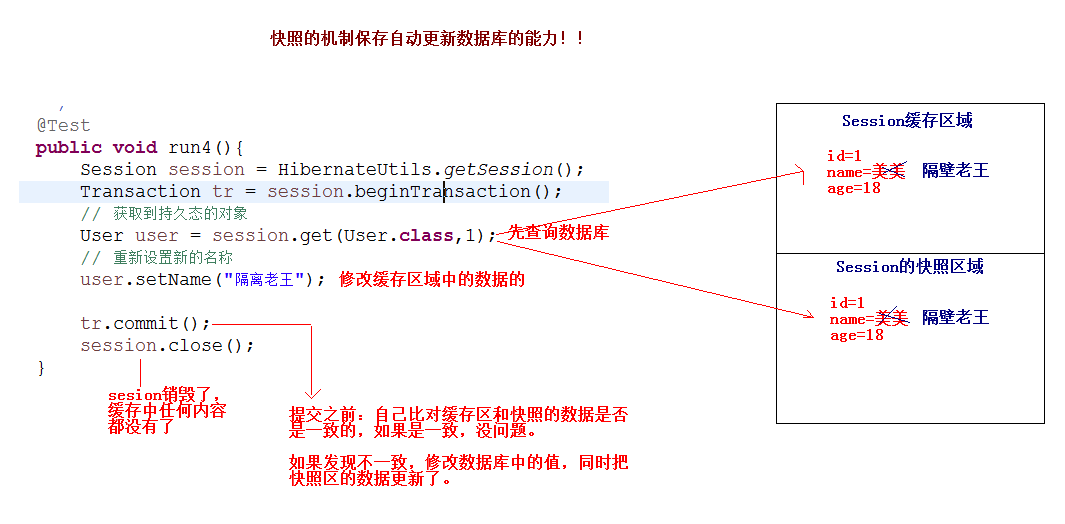 快照的机制保存自动更新数据库的能力！！
@Test
public void run4(){
Session session = HibernateUtils.getSession();
Transaction tr = session.beginTransaction();
// 获取到持久态的对象
User user = session.get(User.class,1);
先查询数据库
// 重新设置新的名称
user.setName("隔离老王");
修改缓存区域中的数据的
tr.commit();
session.close();
}
sesion销毁了，
缓存中任何内容
都没有了
提交之前：自己比对缓存区和快照的数据是否
是一致的，如果是一致，没问题。
如果发现不一致，修改数据库中的值，同时把
快照区的数据更新了。
Session缓存区域
id=1
name=美美 隔壁老王
age=18
Session的快照区域
id=1
name=美美 隔壁老王
age=18